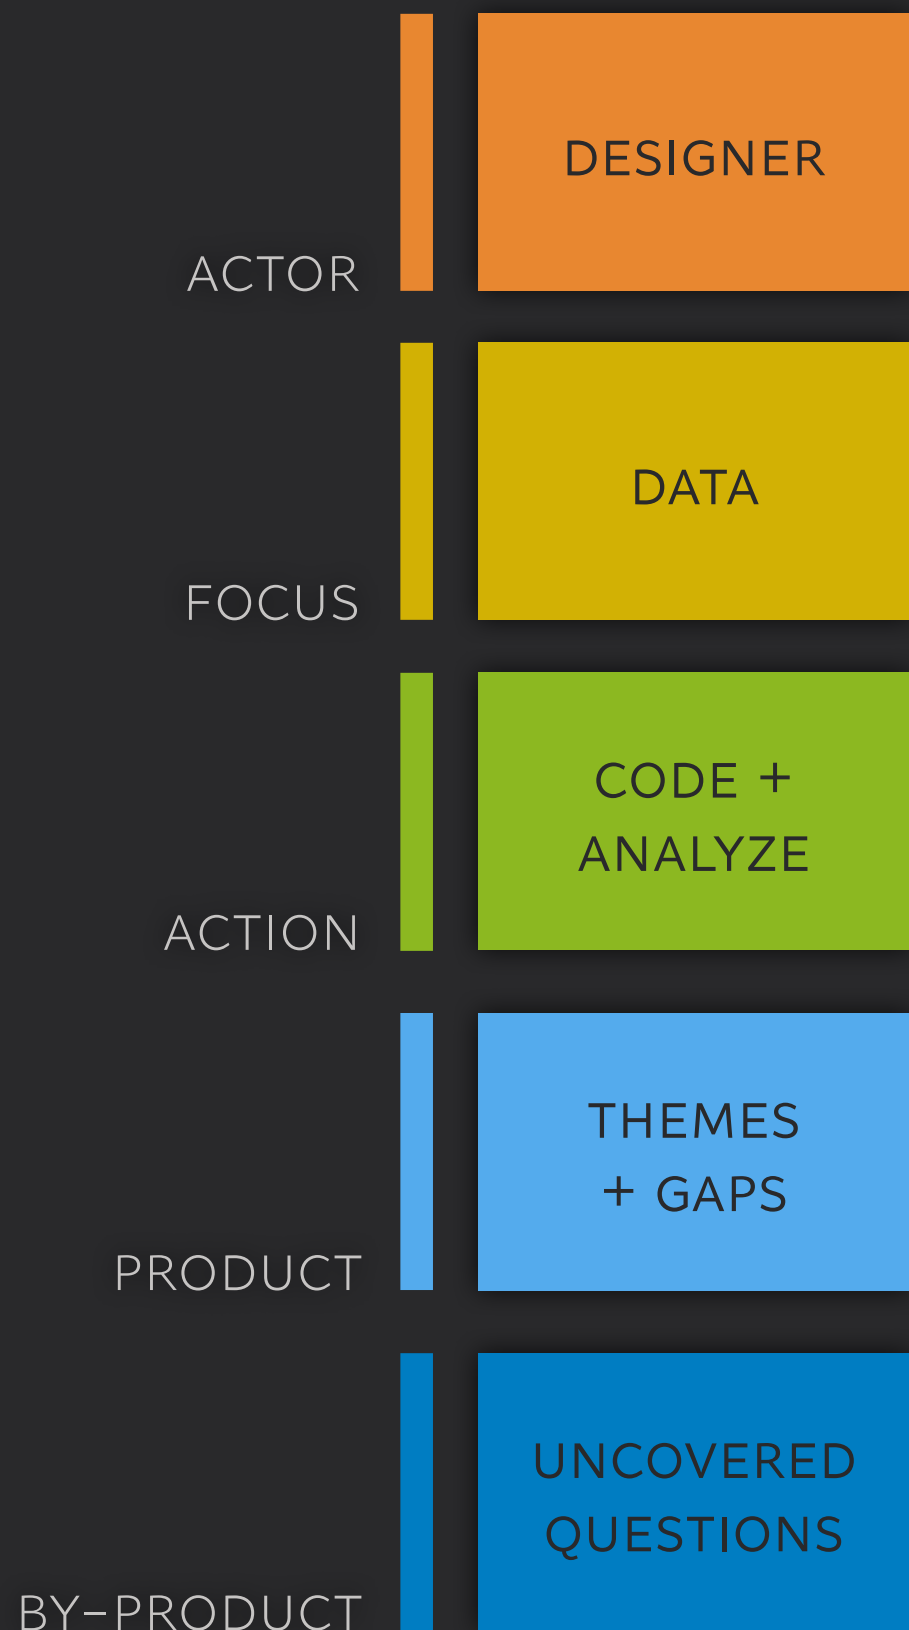 DESIGNER
ACTOR
DATA
FOCUS
CODE +
ANALYZE
ACTION
THEMES
+ GAPS
PRODUCT
UNCOVERED
QUESTIONS
BY-PRODUCT